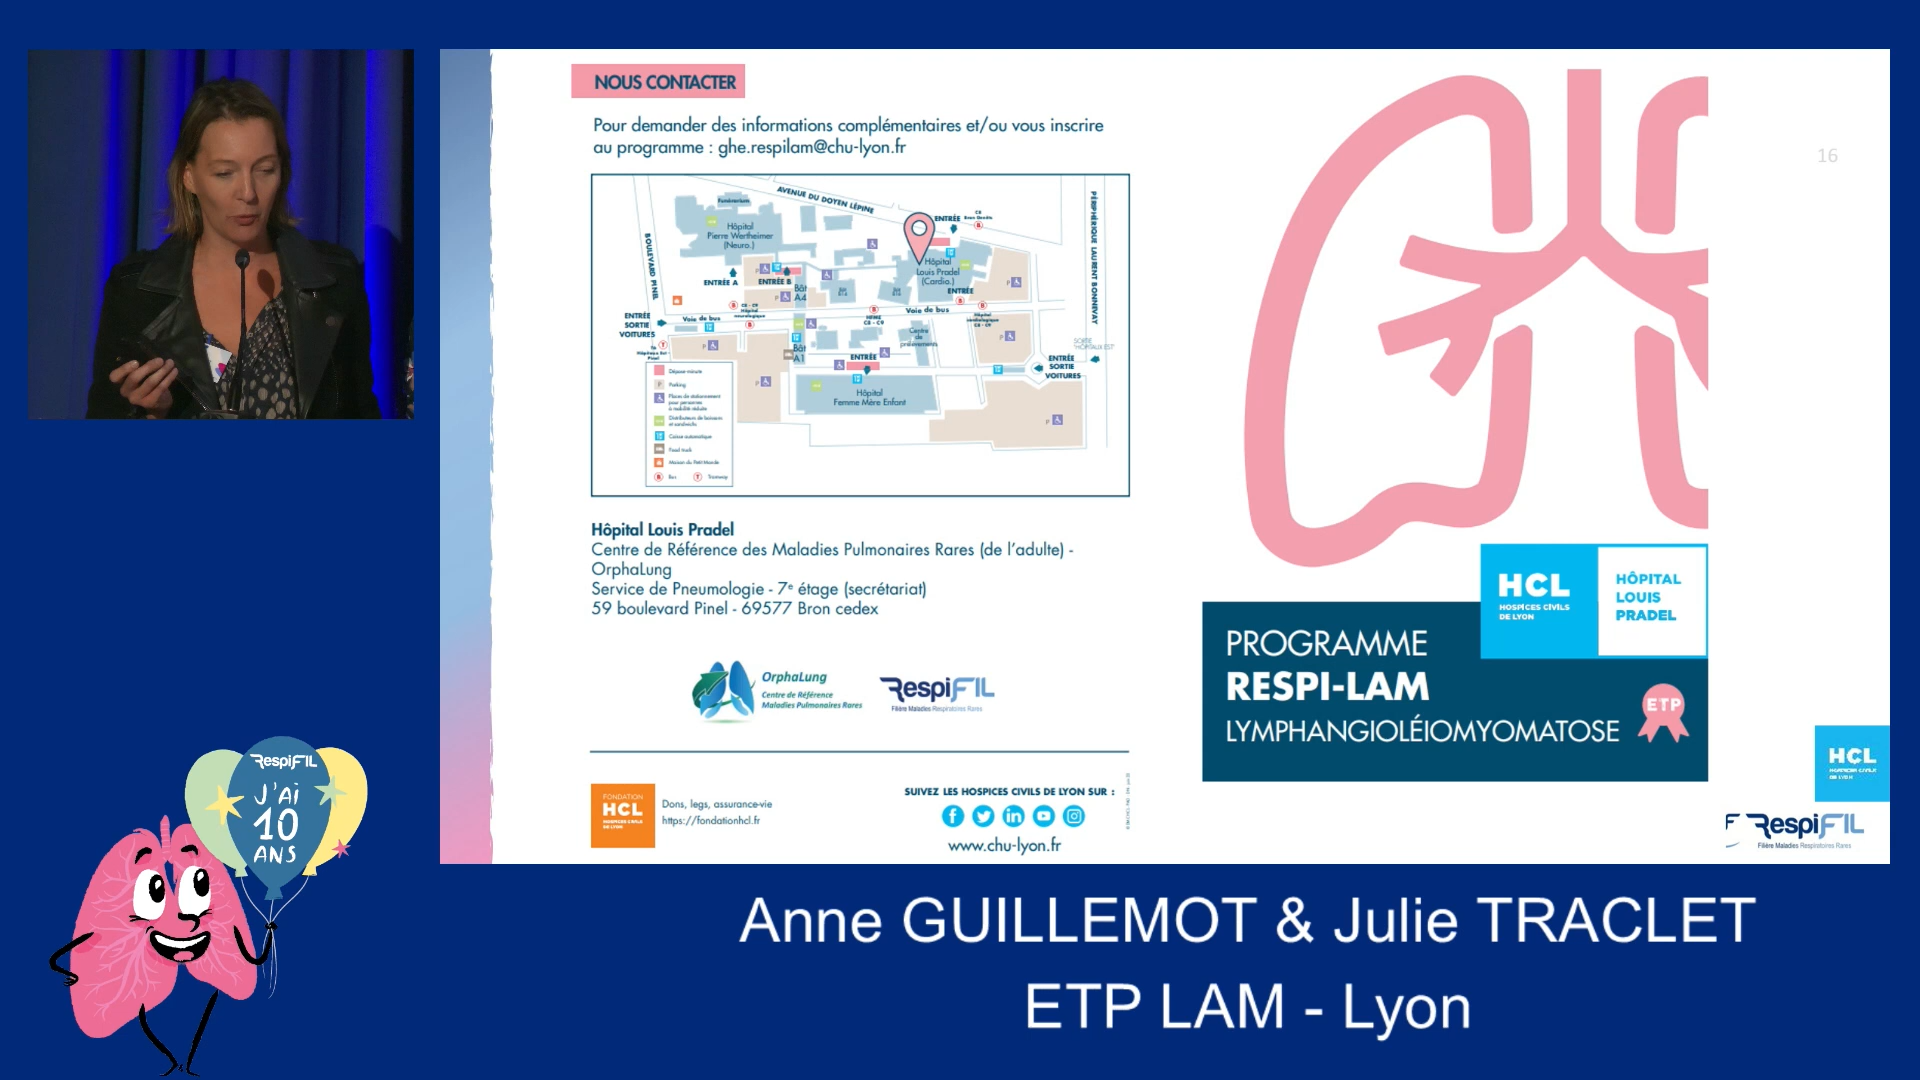 NOUS CONTACTER
Pour demander des informations complémentaires et/ou vous inscrire
au programme : ghe.respilam@chu-lyon.fr
AVENUE DU DOYEN LÉPINE
BOULEVARD PINEL
PÉRIPHÉRIQUE LAURENT BONNEVAY
Funérarium
Hôpital
Pierre Wertheimer
(Neuro.)
ENTRÉE
Hôpital
Louis Pradel
(Cardio.)
ENTRÉE
ENTRÉE A
ENTRÉE B
Bât
A4
Voie de bus
Voie de bus
ENTRÉE
SORTIE
VOITURES
Bât
A1
Centre
de
prélèvements
ENTRÉE
ENTRÉE
SORTIE
VOITURES
Hôpital
Femme Mère Enfant
Dépose minute
Parking
Places de stationnement
pour personnes
à mobilité réduite
Distributeurs de boissons
et sandwichs
Caisse automatique
Food truck
Maison du Petit Monde
Bus
Tramway
Hôpital Louis Pradel
Centre de Référence des Maladies Pulmonaires Rares (de l'adulte) -
OrphaLung
Service de Pneumologie - 7e étage (secrétariat)
59 boulevard Pinel - 69577 Bron cedex
OrphaLung
Centre de Référence
Maladies Pulmonaires Rares
RespiFIL
Filière Maladies Respiratoires Rares
FONDATION
HCL
HOSPICES CIVILS
DE LYON
Dons, legs, assurance-vie
https://fondationhcl.fr
SUIVEZ LES HOSPICES CIVILS DE LYON SUR :
www.chu-lyon.fr
16
HCL
HOSPICES CIVILS
DE LYON
HÔPITAL
LOUIS
PRADEL
PROGRAMME
RESPI-LAM
LYMPHANGIOLÉIOMYOMATOSE
ETP
HCL
HOSPICES CIVILS
DE LYON
RespiFIL
Filière Maladies Respiratoires Rares
RespiFIL
J'Ai
10
ANS
Anne GUILLEMOT & Julie TRACLET
ETP LAM - Lyon